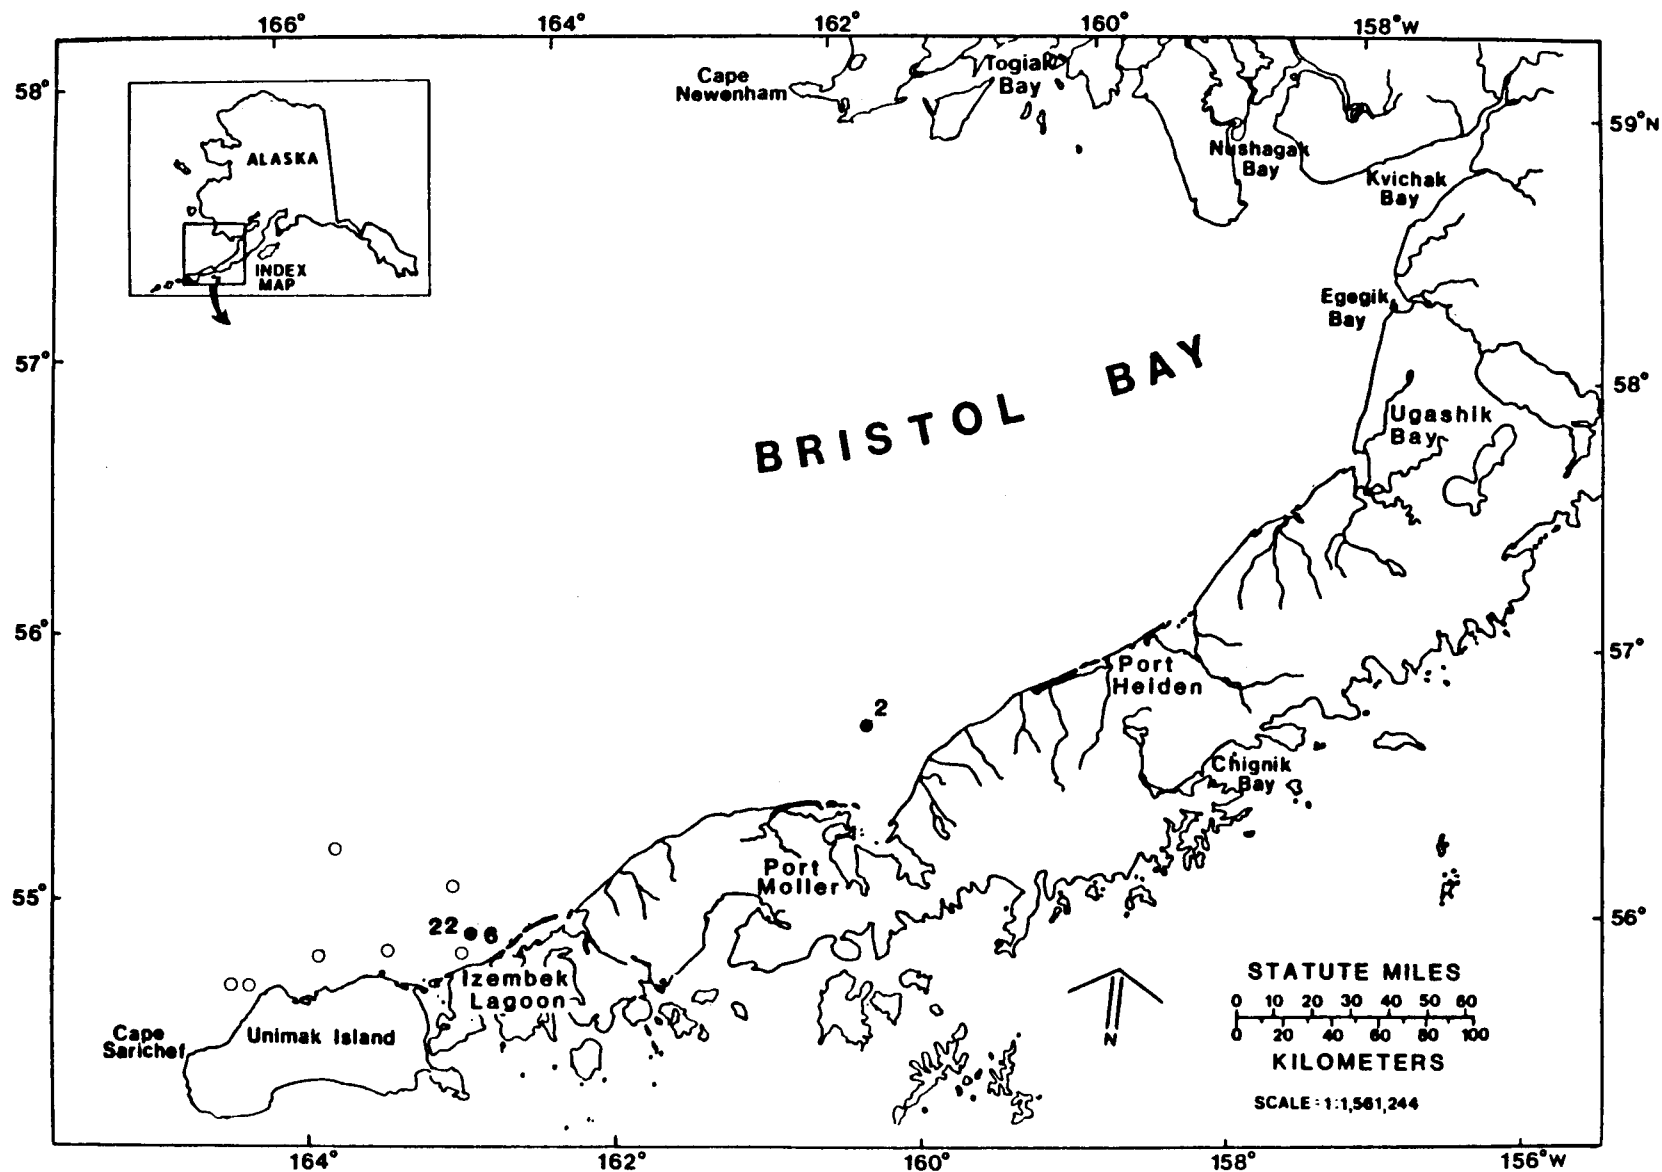 166° 164° 162° 160° 158°W
58°
57°
56°
55°
59°N
58°
57°
56°
164° 162° 160° 158° 156°W
ALASKA
INDEX
MAP
Cape
Newenham
Togiak
Bay
Nushagak
Bay
Kvichak
Bay
Egegik
Bay
Ugashik
Bay
BRISTOL BAY
Port
Heiden
2
Chignik
Bay
Port
Moller
22 6
Izembek
Lagoon
Cape
Sarichef
Unimak Island
N
STATUTE MILES
0 10 20 30 40 50 60
0 20 40 60 80 100
KILOMETERS
SCALE: 1:1,561,244